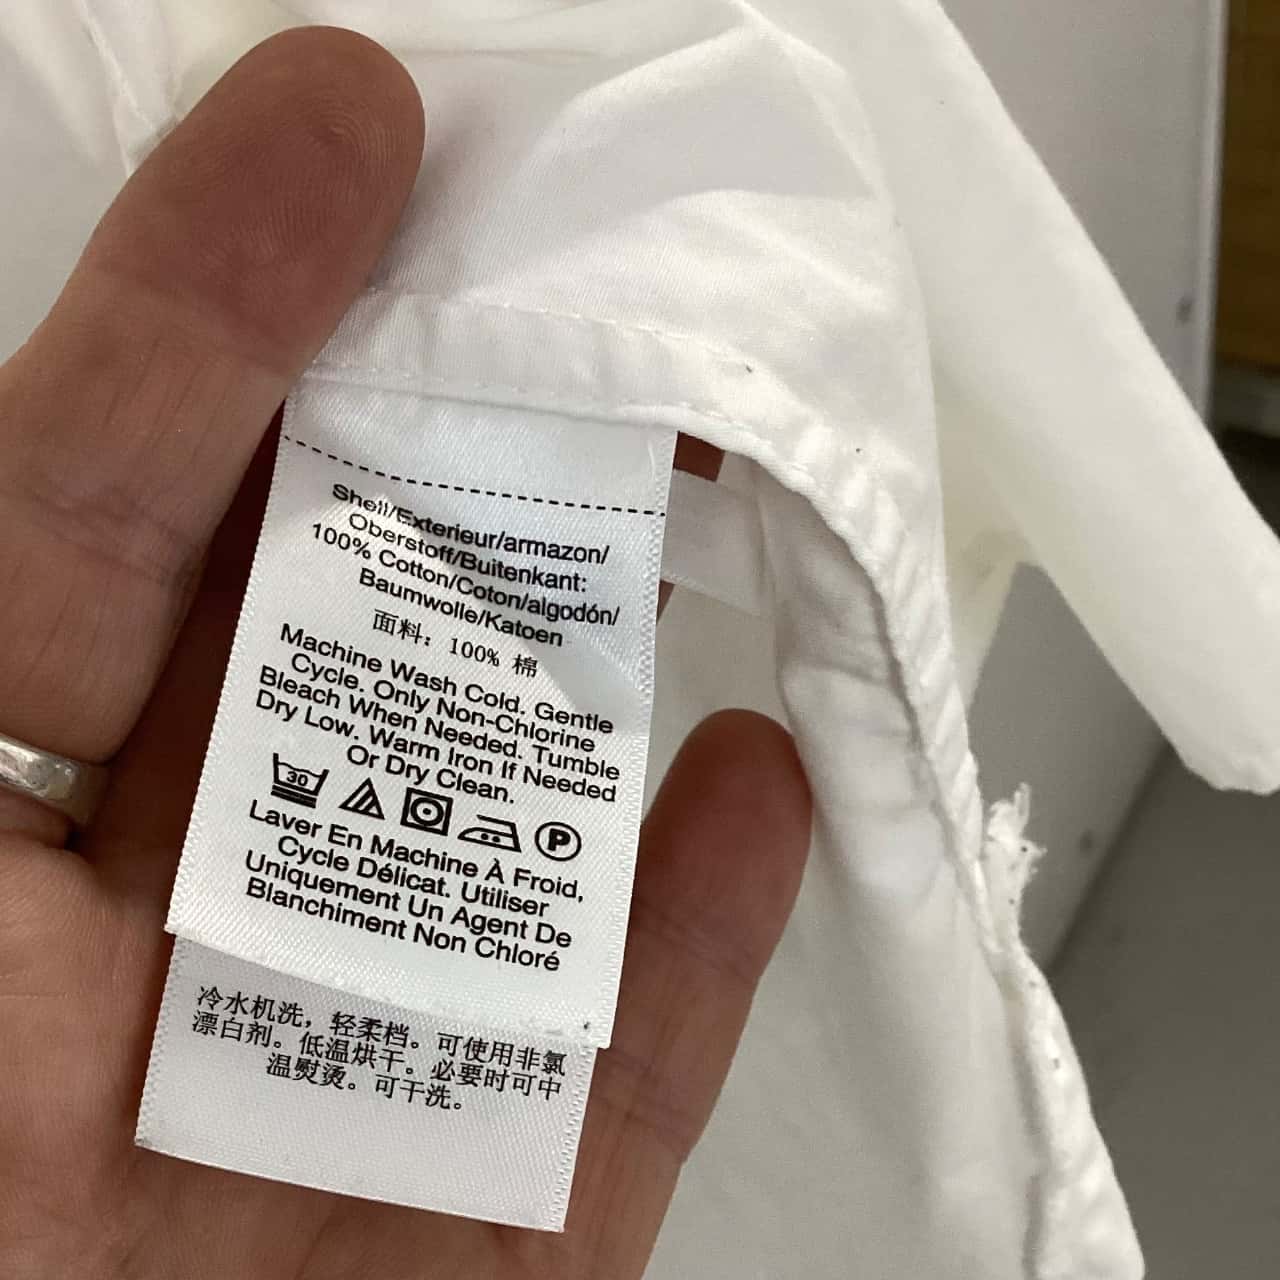 Shell/Exterieur/armazon/
Oberstoff/Buitenkant:
100% Cotton/Coton/algodón/
Baumwolle/Katoen
面料：100% 棉
Machine Wash Cold. Gentle
Cycle. Only Non-Chlorine
Bleach When Needed. Tumble
Dry Low. Warm Iron If Needed
Or Dry Clean.
30 P
Laver En Machine À Froid,
Cycle Délicat. Utiliser
Uniquement Un Agent De
Blanchiment Non Chloré
冷水机洗，轻柔档。可使用非氯
漂白剂。低温烘干。必要时可中
温熨烫。可干洗。